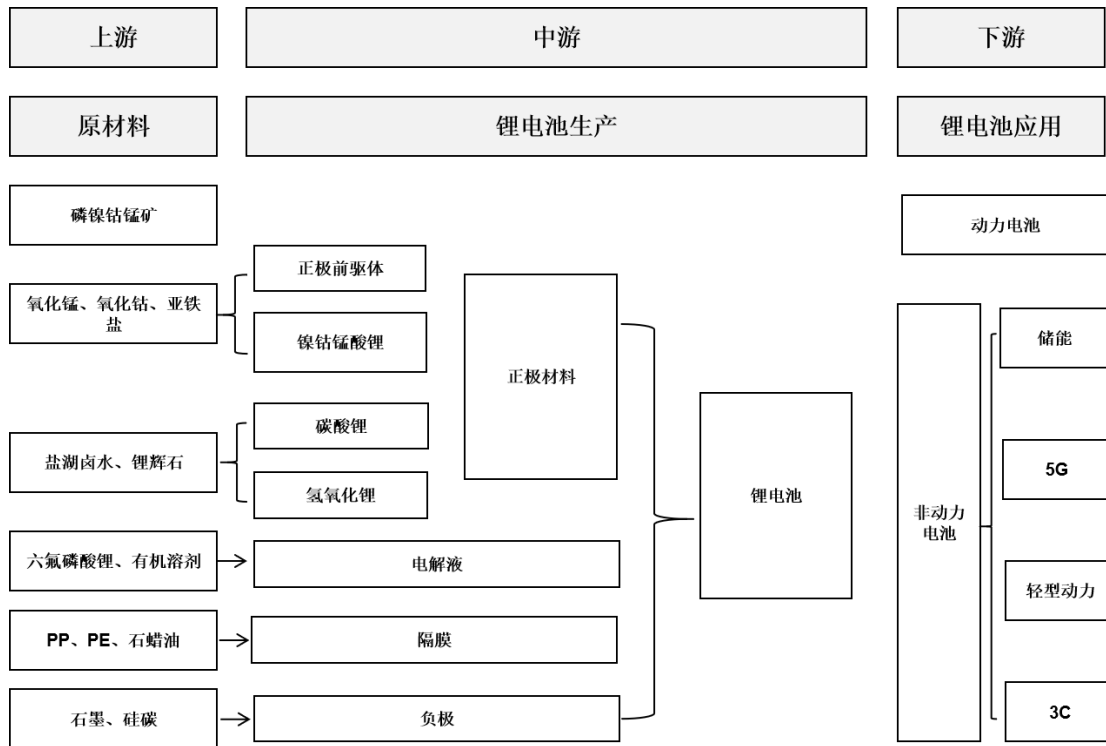 上游
中游
下游
原材料
锂电池生产
锂电池应用
磷镍钴锰矿
氧化锰、氧化钴、亚铁
盐
盐湖卤水、锂辉石
六氟磷酸锂、有机溶剂
PP、PE、石蜡油
石墨、硅碳
正极前驱体
镍钴锰酸锂
碳酸锂
氢氧化锂
电解液
隔膜
负极
正极材料
锂电池
动力电池
非动力
电池
储能
5G
轻型动力
3C